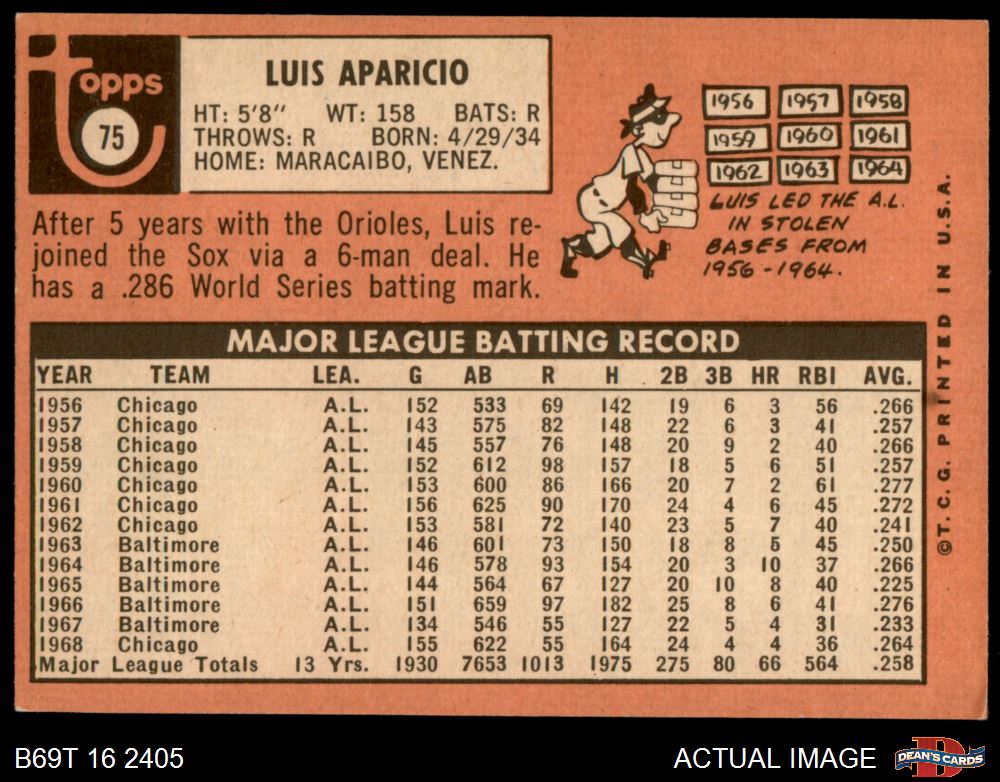 topps
75
LUIS APARICIO
HT: 5'8" WT: 158 BATS: R
THROWS: R BORN: 4/29/34
HOME: MARACAIBO, VENEZ.
After 5 years with the Orioles, Luis re-
joined the Sox via a 6-man deal. He
has a .286 World Series batting mark.
1956 1957 1958
1959 1960 1961
1962 1963 1964
LUIS LED THE A.L.
IN STOLEN
BASES FROM
1956-1964.
MAJOR LEAGUE BATTING RECORD
YEAR TEAM LEA. G AB R H 2B 3B HR RBI AVG.
1956 Chicago A.L. 152 533 69 142 19 6 3 56 .266
1957 Chicago A.L. 143 575 82 148 22 6 3 41 .257
1958 Chicago A.L. 145 557 76 148 20 9 2 40 .266
1959 Chicago A.L. 152 612 98 157 18 5 6 51 .257
1960 Chicago A.L. 153 600 86 166 20 7 2 61 .277
1961 Chicago A.L. 156 625 90 170 24 4 6 45 .272
1962 Chicago A.L. 153 581 72 140 23 5 7 40 .241
1963 Baltimore A.L. 146 601 73 150 18 8 5 45 .250
1964 Baltimore A.L. 146 578 93 154 20 3 10 37 .266
1965 Baltimore A.L. 144 564 67 127 20 10 8 40 .225
1966 Baltimore A.L. 151 659 97 182 25 8 6 41 .276
1967 Baltimore A.L. 134 546 55 127 22 5 4 31 .233
1968 Chicago A.L. 155 622 55 164 24 4 4 36 .264
Major League Totals 13 Yrs. 1930 7653 1013 1975 275 80 66 564 .258
©T.C.G. PRINTED IN U.S.A.
B69T 16 2405
ACTUAL IMAGE
D
DEAN'S CARDS